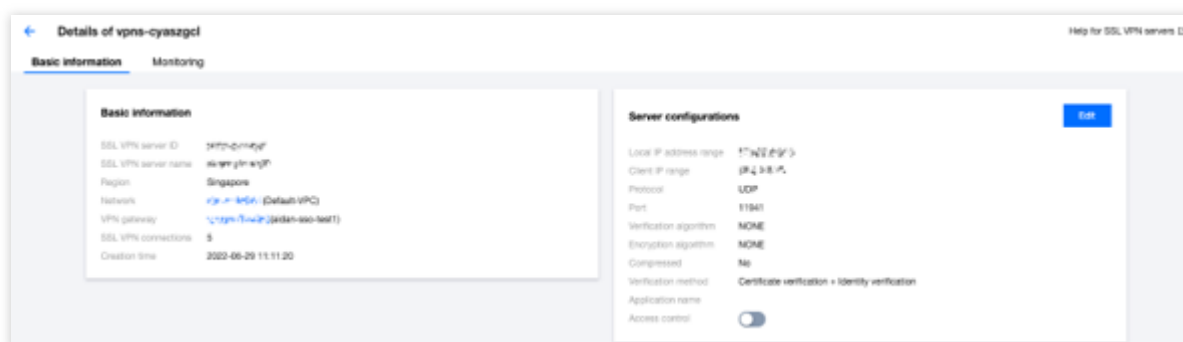 Details of vpns-cyaszgcl
Help for SSL VPN servers
Basic information
Monitoring
Basic information
SSL VPN server ID
SSL VPN server name
Region Singapore
Network (Default-VPC)
VPN gateway (aidan-sso-test1)
SSL VPN connections 5
Creation time 2022-06-29 11:11:20
Server configurations
Edit
Local IP address range
Client IP range
Protocol UDP
Port 11941
Verification algorithm NONE
Encryption algorithm NONE
Compressed No
Verification method Certificate verification + Identity verification
Application name
Access control